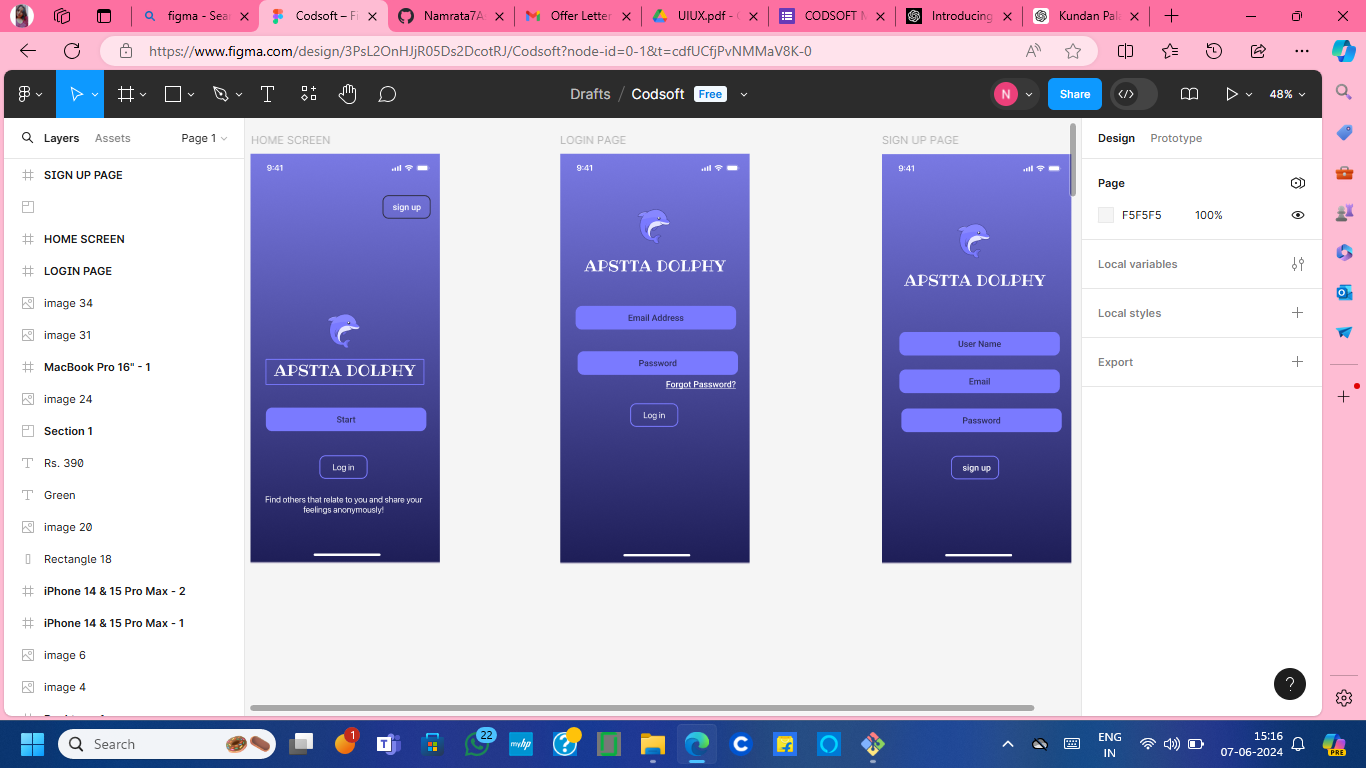 figma - Sear
Codsoft – Fi
Namrata7A
Offer Letter
UIUX.pdf -
CODSOFT
Introducing
Kundan Pal
https://www.figma.com/design/3PsL2OnHJjR05Ds2DcotRJ/Codsoft?node-id=0-1&t=cdfUCfjPvNMMaV8K-0
Drafts / Codsoft Free
N
Share
48%
Layers Assets Page 1
SIGN UP PAGE
HOME SCREEN
LOGIN PAGE
image 34
image 31
MacBook Pro 16" - 1
image 24
Section 1
Rs. 390
Green
image 20
Rectangle 18
iPhone 14 & 15 Pro Max - 2
iPhone 14 & 15 Pro Max - 1
image 6
image 4
HOME SCREEN
9:41
sign up
APSTTA DOLPHY
Start
Log in
Find others that relate to you and share your
feelings anonymously!
LOGIN PAGE
9:41
APSTTA DOLPHY
Email Address
Password
Forgot Password?
Log in
SIGN UP PAGE
9:41
APSTTA DOLPHY
User Name
Email
Password
sign up
Design Prototype
Page
F5F5F5 100%
Local variables
Local styles
Export
?
Search
1
22
myhp
ENG
IN
15:16
07-06-2024
PRE